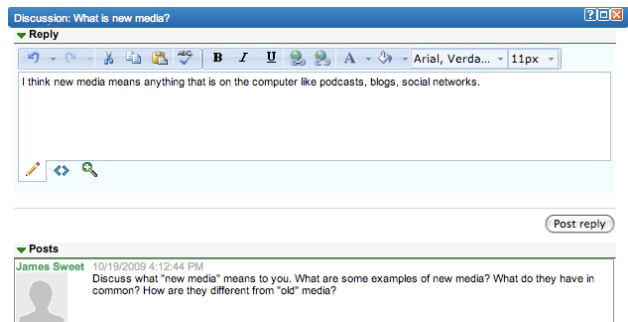 Discussion: What is new media?
Reply
ABC B I U A Arial, Verda... 11px
I think new media means anything that is on the computer like podcasts, blogs, social networks.
Post reply
Posts
James Sweet 10/19/2009 4:12:44 PM
Discuss what "new media" means to you. What are some examples of new media? What do they have in
common? How are they different from "old" media?